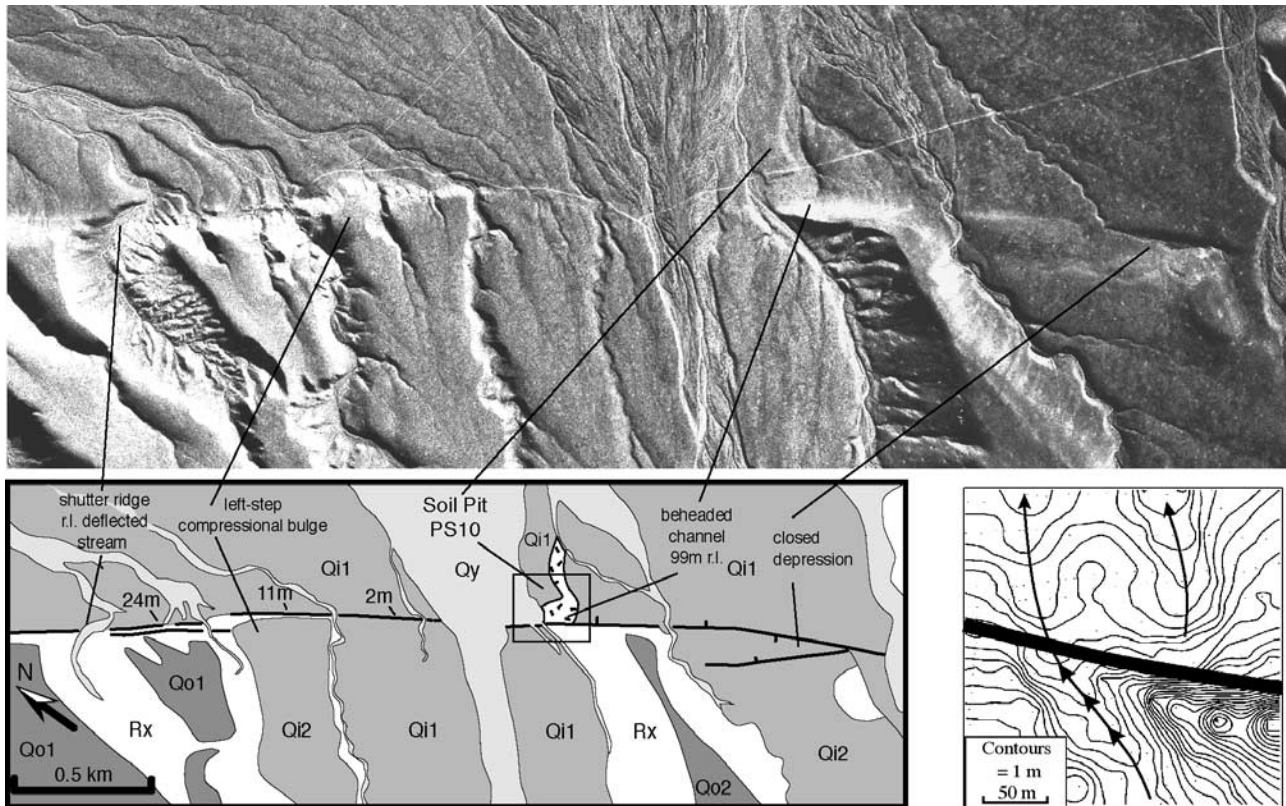 shutter ridge
r.l. deflected
stream
left-step
compressional bulge
Soil Pit
PS10
beheaded
channel
99m r.l.
closed
depression
Qi1
Qy
Qi1
Qi1
24m
11m
2m
N
Qo1
Rx
Qo1
Qi2
Qi1
Qi1
Rx
Qo2
Qi2
0.5 km
Contours
= 1 m
50 m